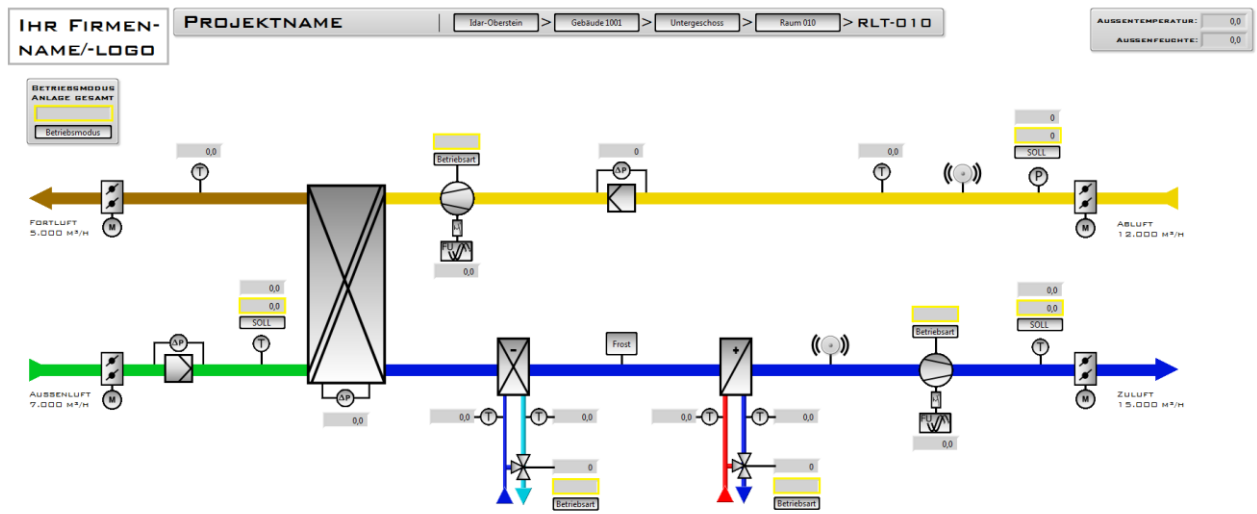 IHR FIRMEN-
NAME/-LOGO
PROJEKTNAME
Idar-Oberstein > Gebäude 1001 > Untergeschoss > Raum 010 > RLT-010
AUSSENTEMPERATUR: 0,0
AUSSENFEUCHTE: 0,0
BETRIEBSMODUS
ANLAGE GESAMT
Betriebsmodus
0
0
SOLL
Betriebsart
0,0
0
0,0
T
ΔP
T
P
M
FORTLUFT
5.000 M³/H
M
FU
0,0
M
ABLUFT
12.000 M³/H
0,0
0,0
SOLL
T
ΔP
0,0
0,0
SOLL
T
Betriebsart
Frost
-
+
AUSSENLUFT
7.000 M³/H
M
ΔP
0,0
M
FU
0,0
M
ZULUFT
15.000 M³/H
0,0 T T 0,0
0,0 T T 0,0
0
Betriebsart
0
Betriebsart